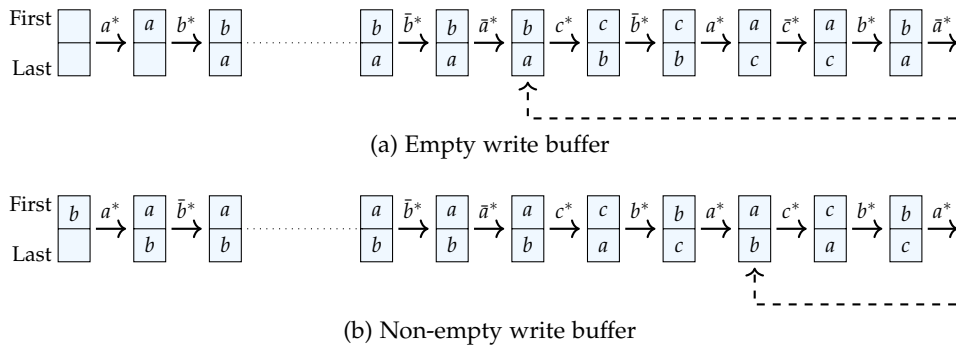 First a b b b b c c a a b
a* b* b̄* ā* c* b̄* a* c̄* b* ā*
Last a a a a b b c c a
(a) Empty write buffer
First b a a a a a c b a c b
a* b̄* b̄* ā* c* b* a* c* b* a*
Last b b b b b a c b a c
(b) Non-empty write buffer